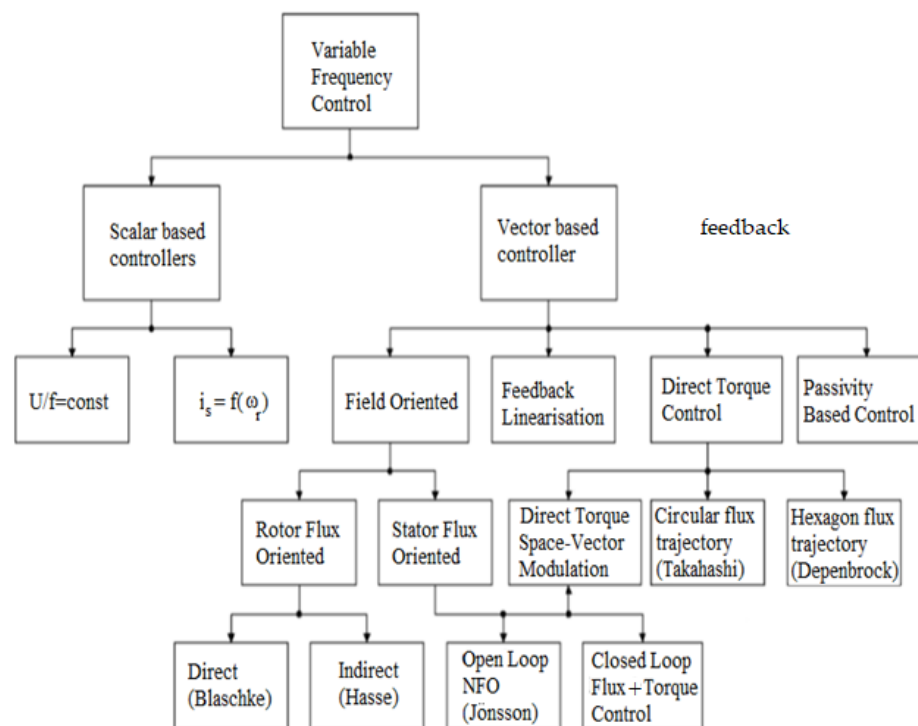 Variable
Frequency
Control
Scalar based
controllers
Vector based
controller
feedback
U/f=const
i_s = f(ω_r)
Field Oriented
Feedback
Linearisation
Direct Torque
Control
Passivity
Based Control
Rotor Flux
Oriented
Stator Flux
Oriented
Direct Torque
Space-Vector
Modulation
Circular flux
trajectory
(Takahashi)
Hexagon flux
trajectory
(Depenbrock)
Direct
(Blaschke)
Indirect
(Hasse)
Open Loop
NFO
(Jönsson)
Closed Loop
Flux+Torque
Control